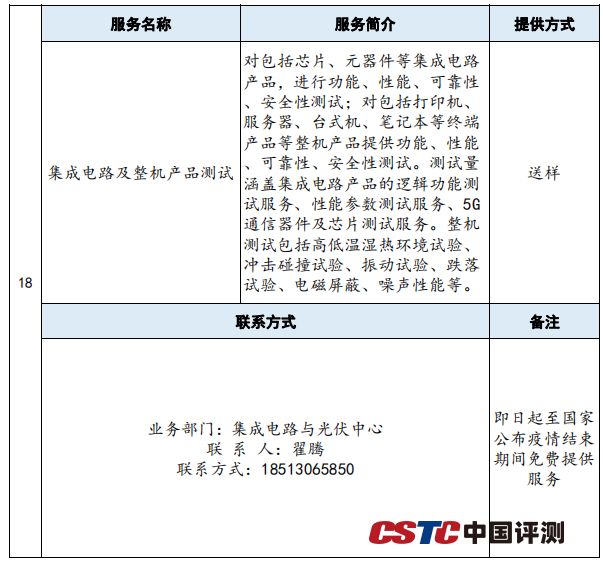 服务名称
服务简介
提供方式
18
集成电路及整机产品测试
对包括芯片、元器件等集成电路
产品，进行功能、性能、可靠性
、安全性测试；对包括打印机、
服务器、台式机、笔记本等终端
产品等整机产品提供功能、性能
、可靠性、安全性测试。测试量
涵盖集成电路产品的逻辑功能测
试服务、性能参数测试服务、5G
通信器件及芯片测试服务。整机
测试包括高低温湿热环境试验、
冲击碰撞试验、振动试验、跌落
试验、电磁屏蔽、噪声性能等。
送样
联系方式
备注
业务部门：集成电路与光伏中心
联 系 人：翟腾
联系方式：18513065850
即日起至国家
公布疫情结束
期间免费提供
服务
CSTC中国评测